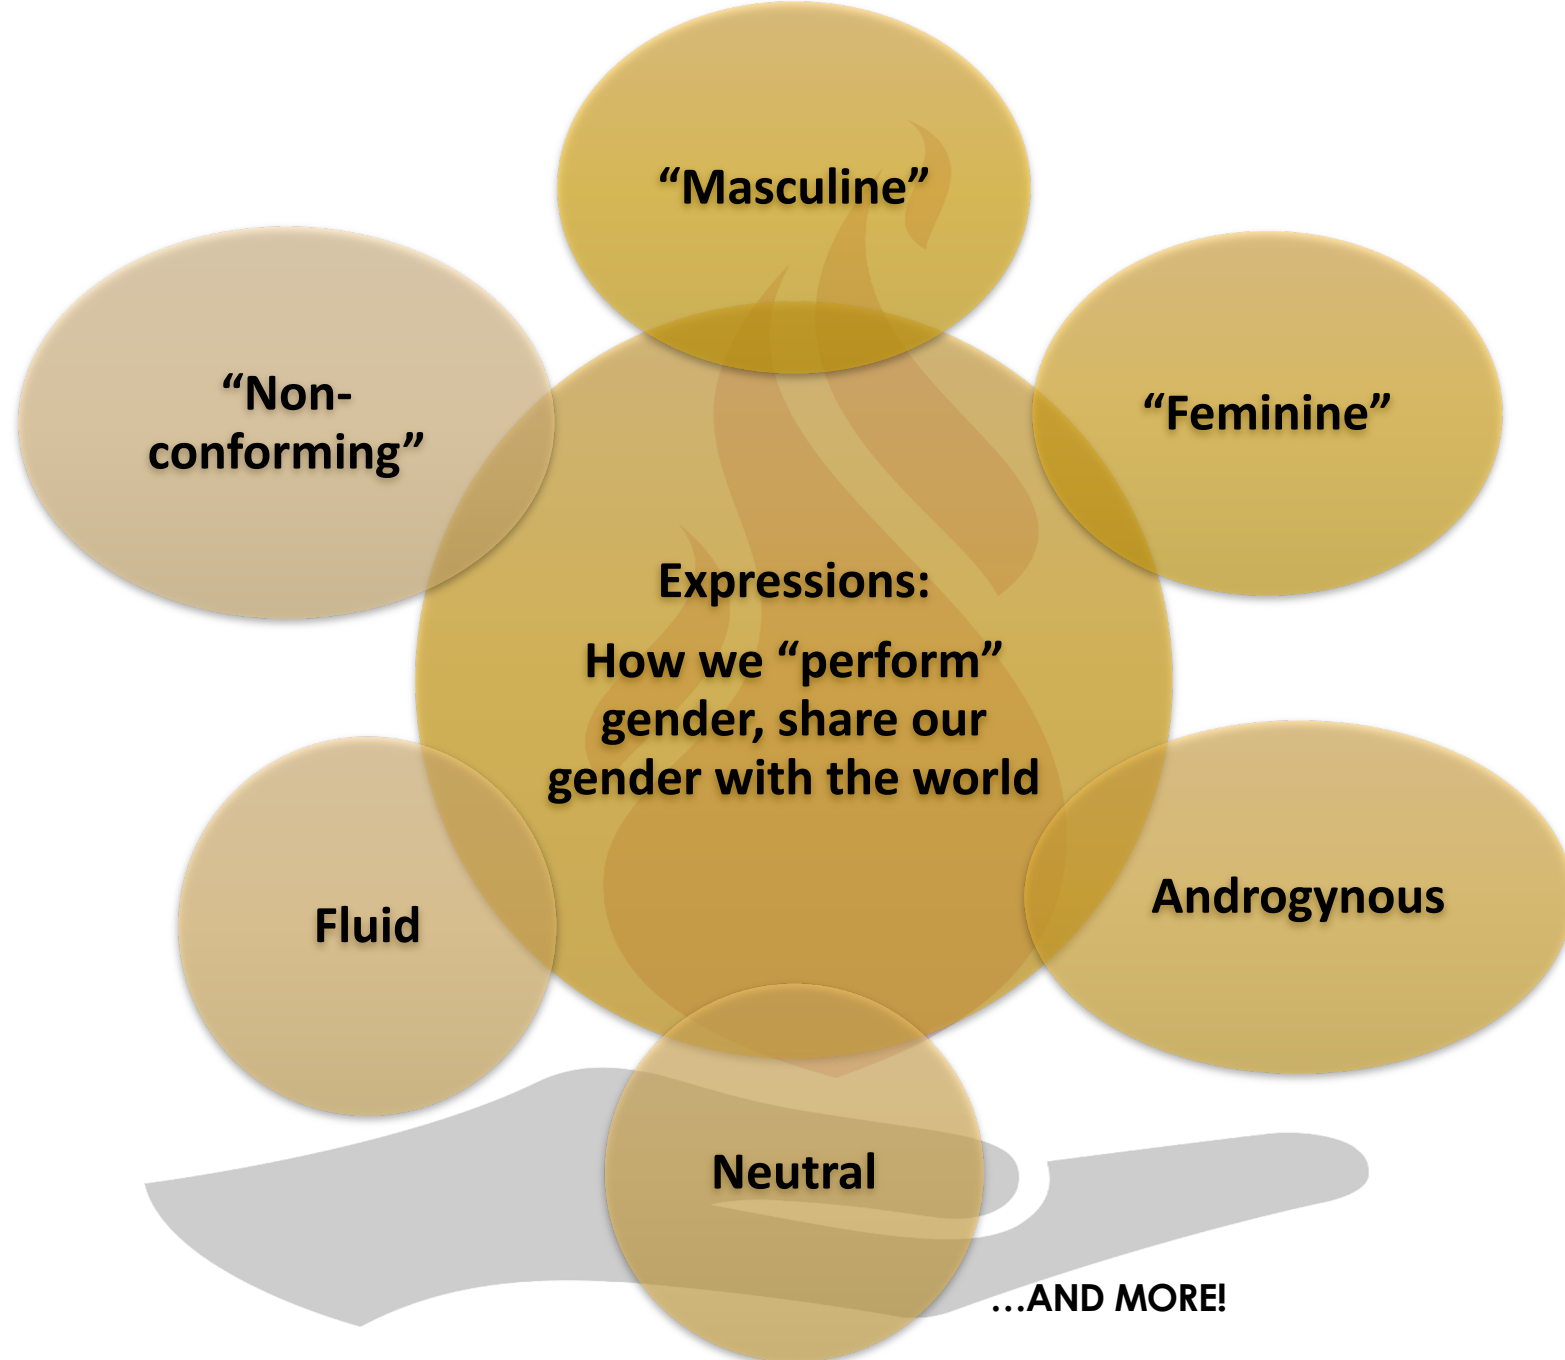 “Masculine”
“Feminine”
“Non-
conforming”
Expressions:
How we “perform”
gender, share our
gender with the world
Androgynous
Fluid
Neutral
...AND MORE!